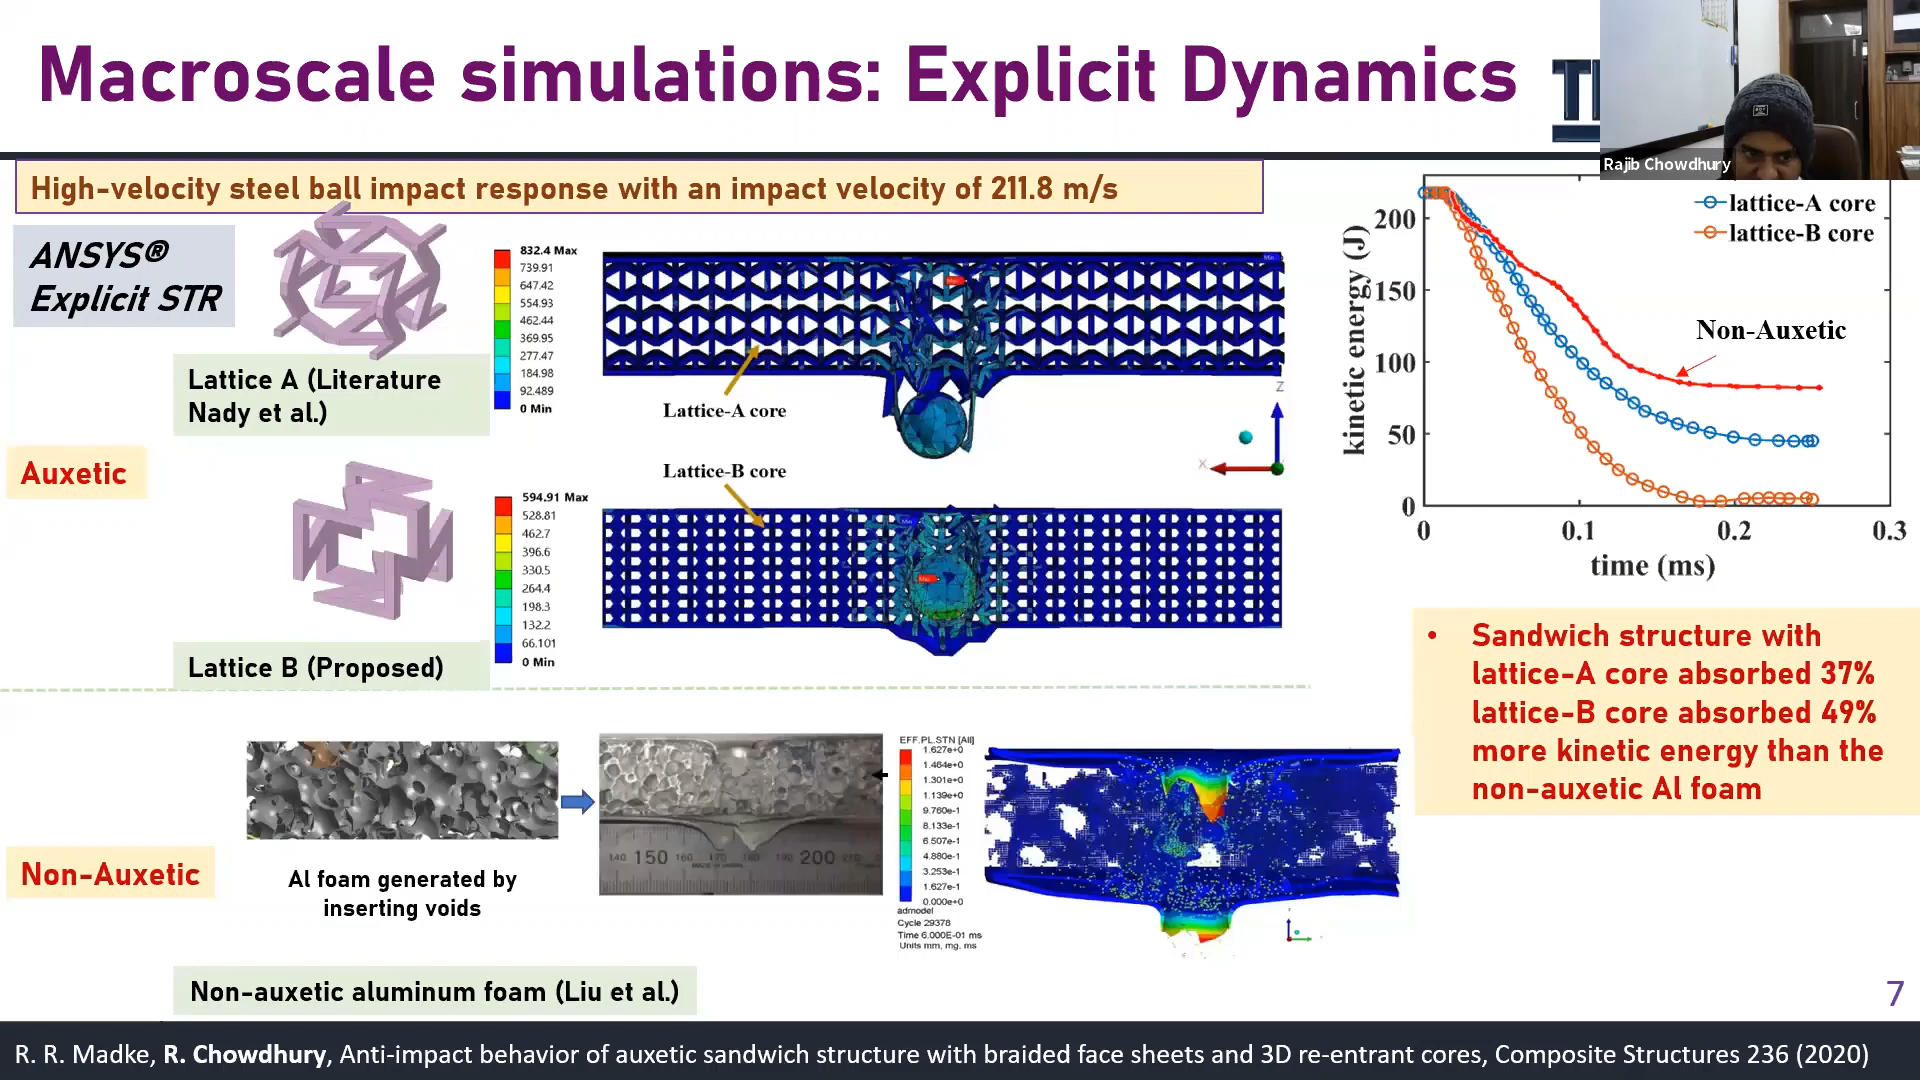 Macroscale simulations: Explicit Dynamics
Rajib Chowdhury
High-velocity steel ball impact response with an impact velocity of 211.8 m/s
ANSYS®
Explicit STR
Lattice A (Literature
Nady et al.)
Auxetic
Lattice B (Proposed)
832.4 Max
739.91
647.42
554.93
462.44
369.95
277.47
184.98
92.489
0 Min
Lattice-A core
Z
X
Lattice-B core
594.91 Max
528.81
462.7
396.6
330.5
264.4
198.3
132.2
66.101
0 Min
lattice-A core
lattice-B core
Non-Auxetic
kinetic energy (J)
200
150
100
50
0
0
0.1
0.2
0.3
time (ms)
• Sandwich structure with
lattice-A core absorbed 37%
lattice-B core absorbed 49%
more kinetic energy than the
non-auxetic Al foam
Non-Auxetic
Al foam generated by
inserting voids
140 150 160 170 180 190 200
EFF.PL.STN [All]
1.627e+0
1.464e+0
1.301e+0
1.139e+0
9.760e-1
8.133e-1
6.507e-1
4.880e-1
3.253e-1
1.627e-1
0.000e+0
admodel
Cycle 29378
Time 6.000E-01 ms
Units mm, mg, ms
Non-auxetic aluminum foam (Liu et al.)
7
R. R. Madke, R. Chowdhury, Anti-impact behavior of auxetic sandwich structure with braided face sheets and 3D re-entrant cores, Composite Structures 236 (2020)